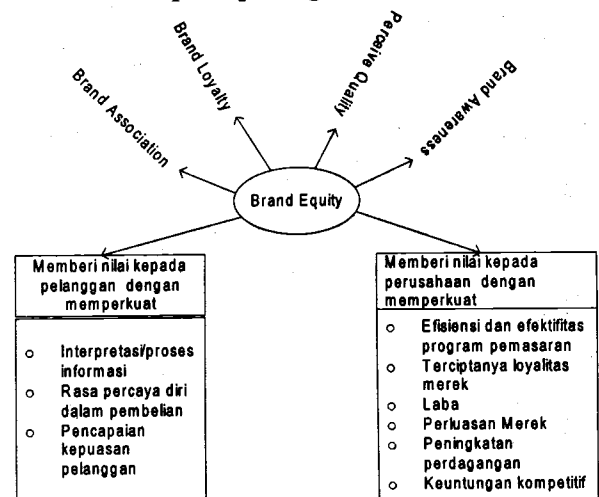 Brand Association
Brand Loyalty
Perceive Quality
Brand Awareness
Brand Equity
Memberi nilai kepada
pelanggan dengan
memperkuat
o Interpretasi/proses
informasi
o Rasa percaya diri
dalam pembelian
o Pencapaian
kepuasan
pelanggan
Memberi nilai kepada
perusahaan dengan
memperkuat
o Efisiensi dan efektifitas
program pemasaran
o Terciptanya loyalitas
merek
o Laba
o Perluasan Merek
o Peningkatan
perdagangan
o Keuntungan kompetitif